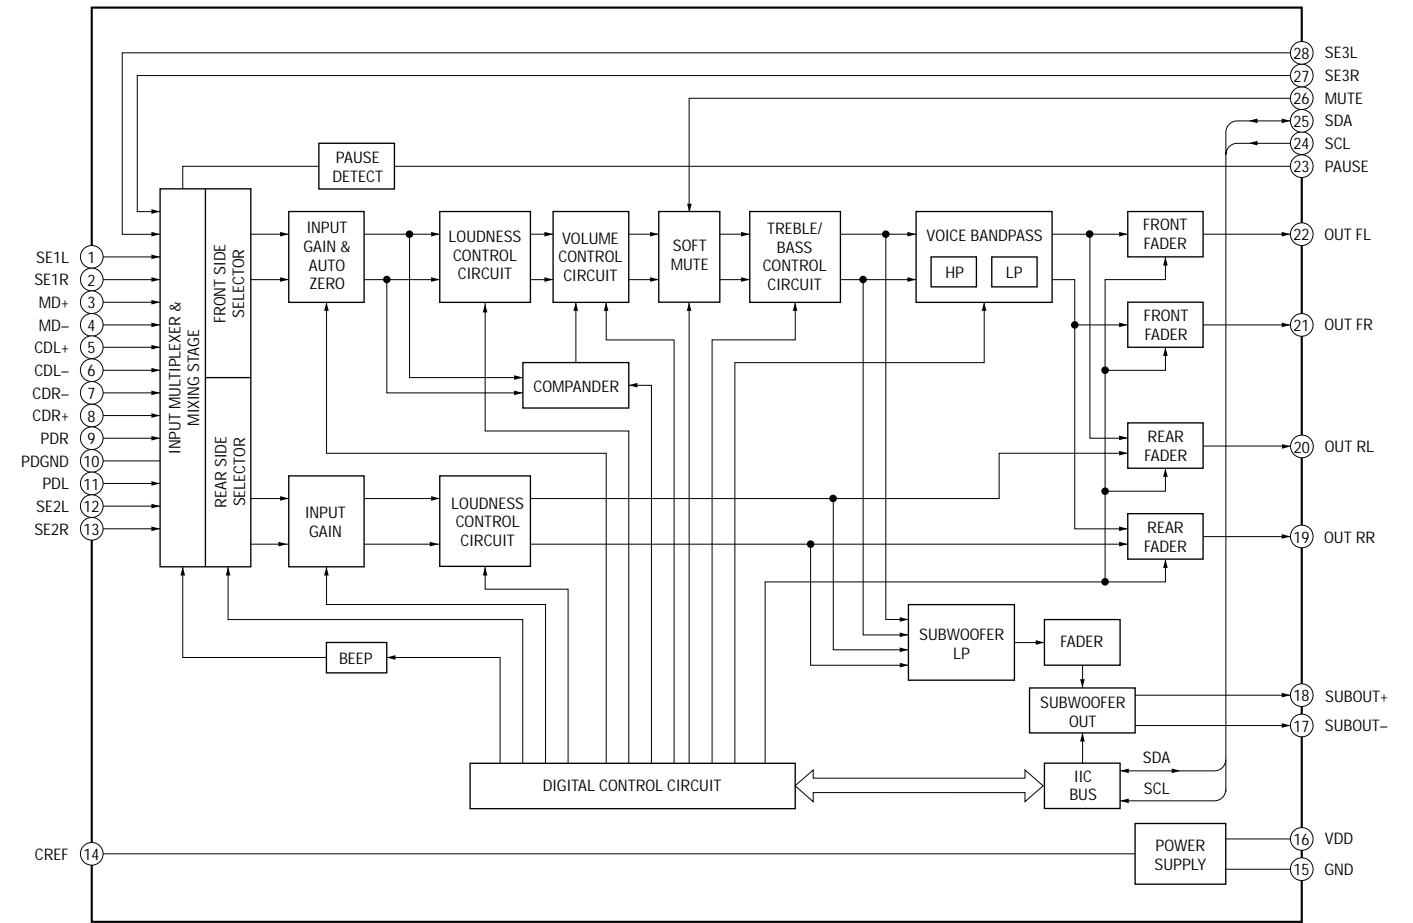 28 SE3L
27 SE3R
26 MUTE
25 SDA
24 SCL
23 PAUSE
PAUSE
DETECT
SE1L 1
SE1R 2
MD+ 3
MD– 4
CDL+ 5
CDL– 6
CDR– 7
CDR+ 8
PDR 9
PDGND 10
PDL 11
SE2L 12
SE2R 13
INPUT MULTIPLEXER &
MIXING STAGE
FRONT SIDE
SELECTOR
REAR SIDE
SELECTOR
INPUT
GAIN &
AUTO
ZERO
LOUDNESS
CONTROL
CIRCUIT
VOLUME
CONTROL
CIRCUIT
SOFT
MUTE
TREBLE/
BASS
CONTROL
CIRCUIT
VOICE BANDPASS
HP
LP
FRONT
FADER
22 OUT FL
FRONT
FADER
21 OUT FR
COMPANDER
REAR
FADER
20 OUT RL
INPUT
GAIN
LOUDNESS
CONTROL
CIRCUIT
REAR
FADER
19 OUT RR
BEEP
SUBWOOFER
LP
FADER
SUBWOOFER
OUT
18 SUBOUT+
17 SUBOUT–
DIGITAL CONTROL CIRCUIT
IIC
BUS
SDA
SCL
CREF 14
POWER
SUPPLY
16 VDD
15 GND